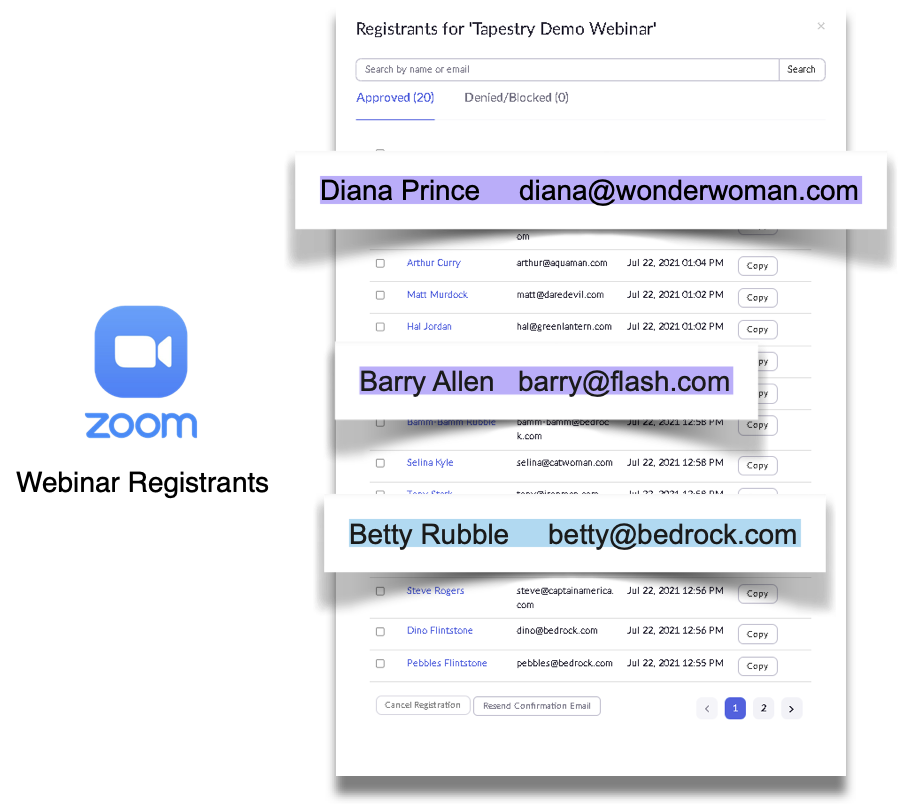 Registrants for 'Tapestry Demo Webinar'
×
Search by name or email Search
Approved (20) Denied/Blocked (0)
Diana Prince diana@wonderwoman.com
om
Arthur Curry arthur@aquaman.com Jul 22, 2021 01:04 PM Copy
Matt Murdock matt@daredevil.com Jul 22, 2021 01:02 PM Copy
Hal Jordan hal@greenlantern.com Jul 22, 2021 01:02 PM Copy
Barry Allen barry@flash.com
Bamm-Bamm Rubble bamm-bamm@bedroc Jul 22, 2021 12:58 PM Copy
k.com
Selina Kyle selina@catwoman.com Jul 22, 2021 12:58 PM Copy
Tony Stark tony@ironman.com Jul 22, 2021 12:58 PM
Betty Rubble betty@bedrock.com
Steve Rogers steve@captainamerica. Jul 22, 2021 12:56 PM Copy
com
Dino Flintstone dino@bedrock.com Jul 22, 2021 12:56 PM Copy
Pebbles Flintstone pebbles@bedrock.com Jul 22, 2021 12:55 PM Copy
Cancel Registration Resend Confirmation Email < 1 2 >
zoom
Webinar Registrants